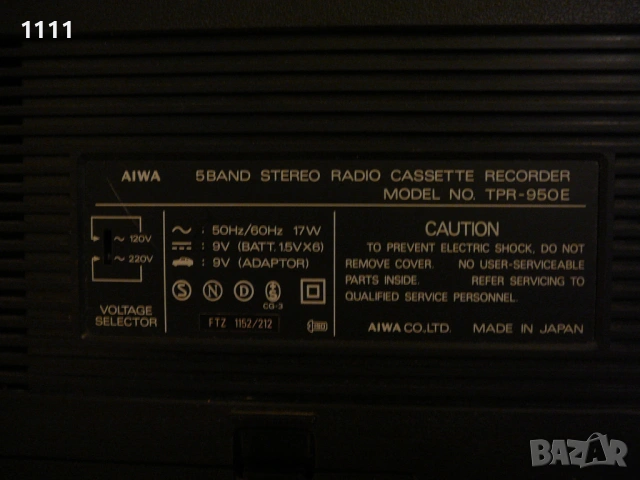 1111
AIWA 5BAND STEREO RADIO CASSETTE RECORDER
MODEL NO. TPR-950E
~ 120V
~ 220V
VOLTAGE
SELECTOR
~ : 50Hz/60Hz 17W
: 9V (BATT. 1.5V×6)
: 9V (ADAPTOR)
S N D S
CQ-3
FTZ 1152/212
CAUTION
TO PREVENT ELECTRIC SHOCK, DO NOT
REMOVE COVER. NO USER-SERVICEABLE
PARTS INSIDE. REFER SERVICING TO
QUALIFIED SERVICE PERSONNEL.
AIWA CO.,LTD. MADE IN JAPAN
BAZAR